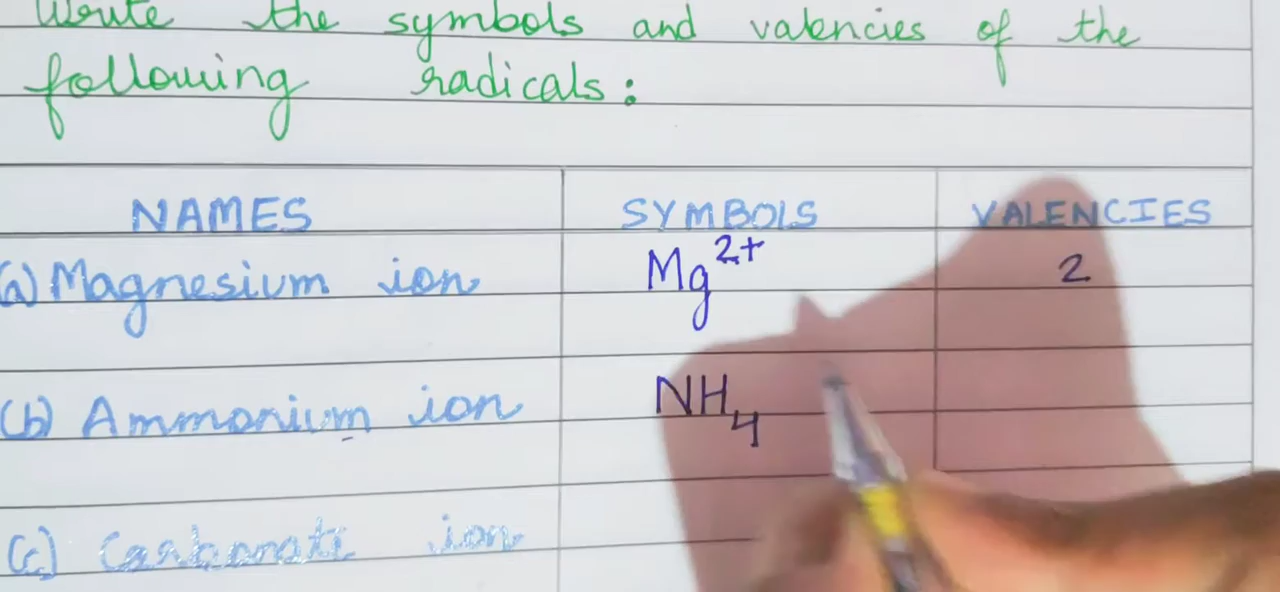 Write the symbols and valencies of the
following radicals:
NAMES SYMBOLS VALENCIES
(a) Magnesium ion Mg²⁺ 2
(b) Ammonium ion NH₄
(c) Carbonate ion